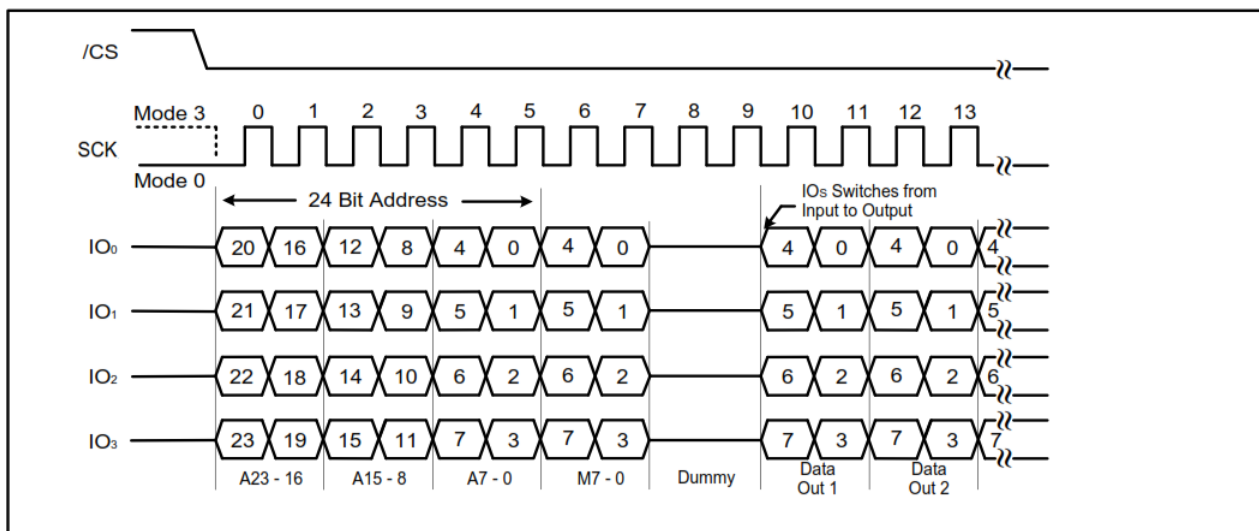 /CS
Mode 3 0 1 2 3 4 5 6 7 8 9 10 11 12 13
SCK
Mode 0
24 Bit Address
IOS Switches from
Input to Output
IO0 20 16 12 8 4 0 4 0 4 0 4 0 4
IO1 21 17 13 9 5 1 5 1 5 1 5 1 5
IO2 22 18 14 10 6 2 6 2 6 2 6 2 6
IO3 23 19 15 11 7 3 7 3 7 3 7 3 7
A23 - 16 A15 - 8 A7 - 0 M7 - 0 Dummy Data Out 1 Data Out 2